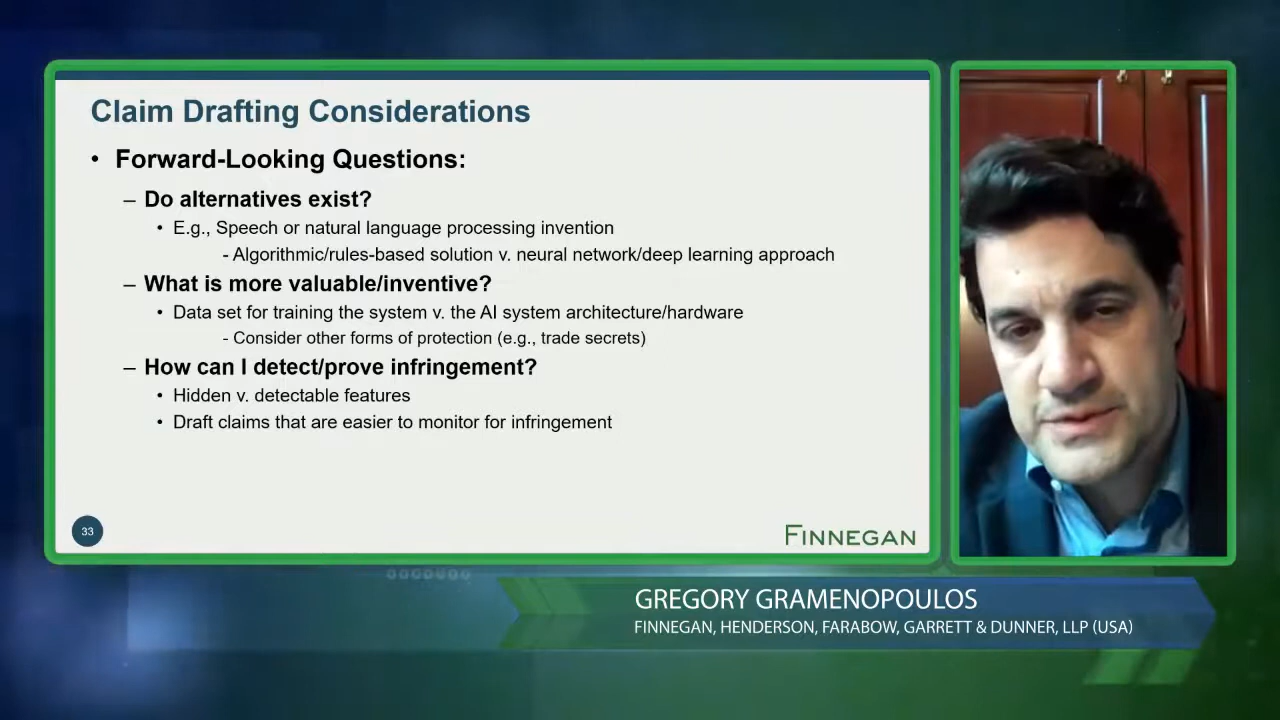 Claim Drafting Considerations
• Forward-Looking Questions:
– Do alternatives exist?
• E.g., Speech or natural language processing invention
- Algorithmic/rules-based solution v. neural network/deep learning approach
– What is more valuable/inventive?
• Data set for training the system v. the AI system architecture/hardware
- Consider other forms of protection (e.g., trade secrets)
– How can I detect/prove infringement?
• Hidden v. detectable features
• Draft claims that are easier to monitor for infringement
33
FINNEGAN
GREGORY GRAMENOPOULOS
FINNEGAN, HENDERSON, FARABOW, GARRETT & DUNNER, LLP (USA)